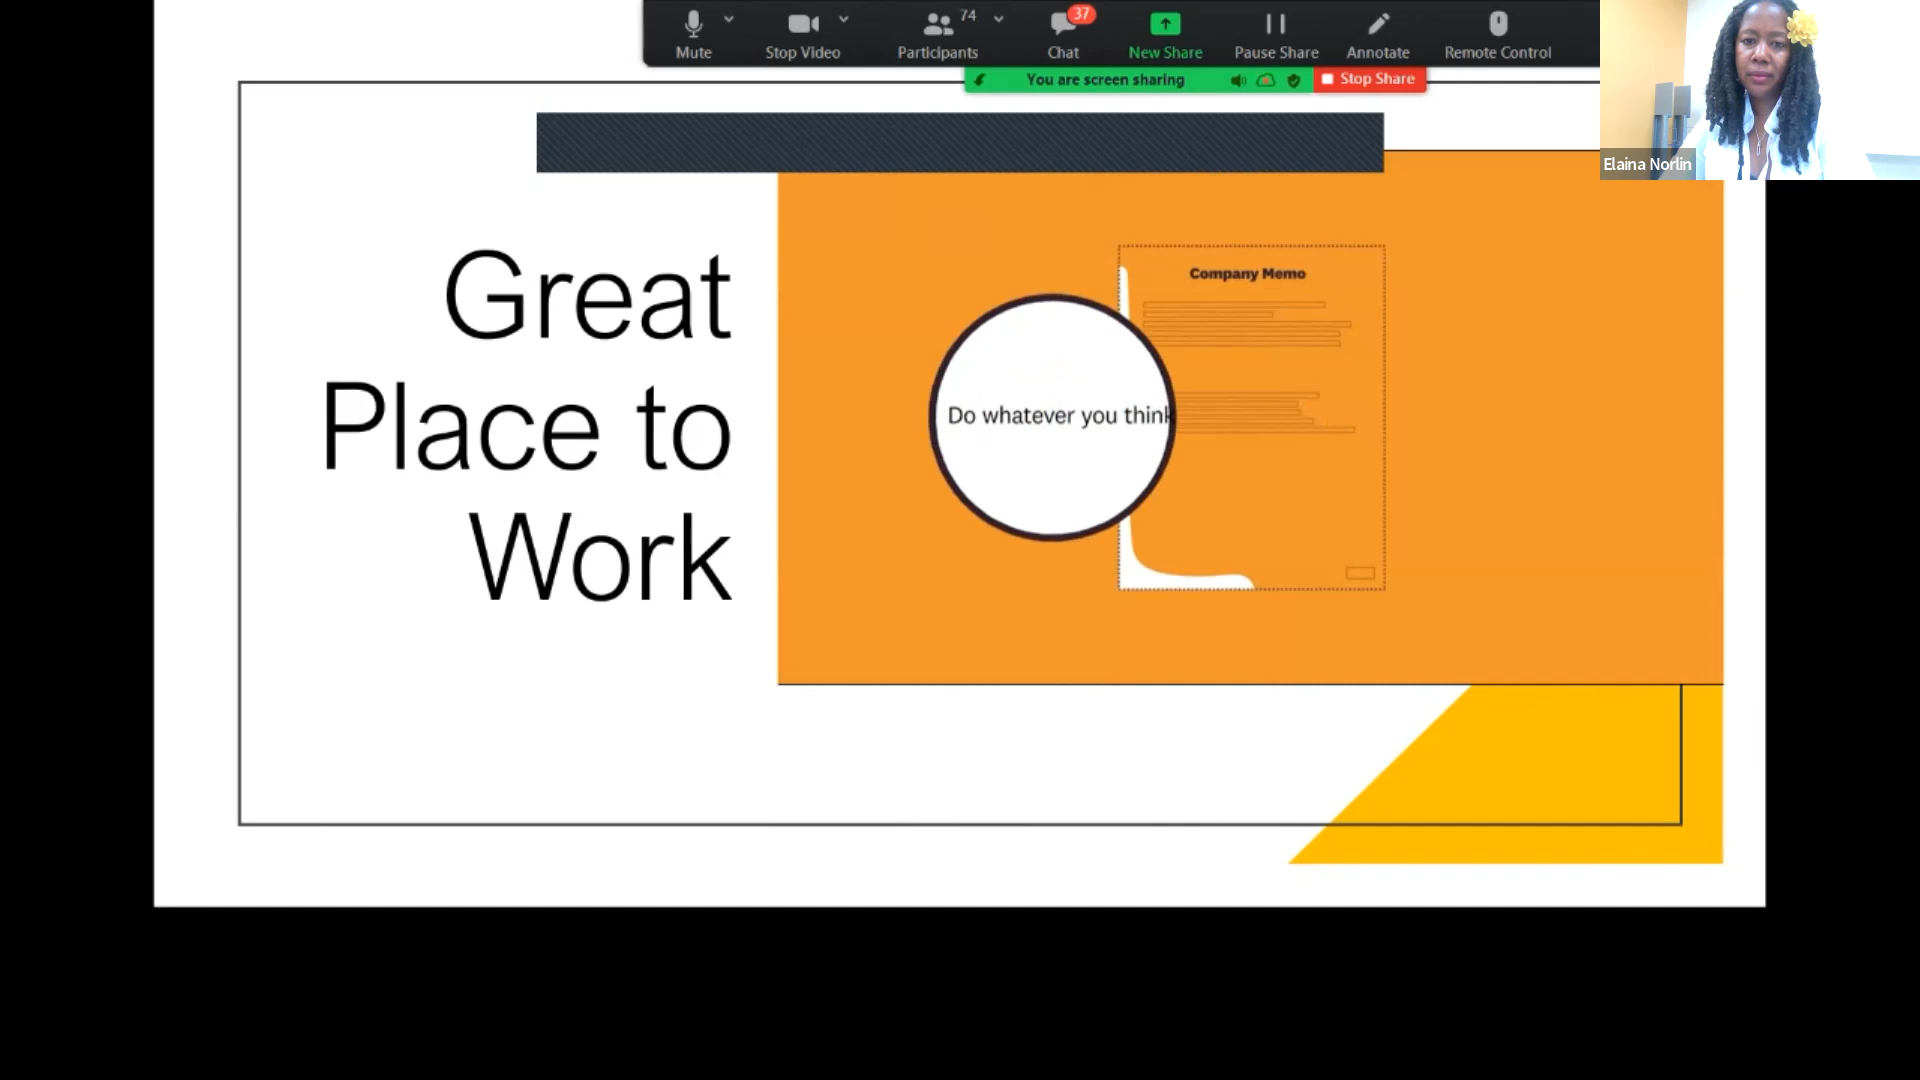 74
37
Mute
Stop Video
Participants
Chat
New Share
Pause Share
Annotate
Remote Control
You are screen sharing
Stop Share
Elaina Norlin
Great
Place to
Work
Company Memo
Do whatever you think